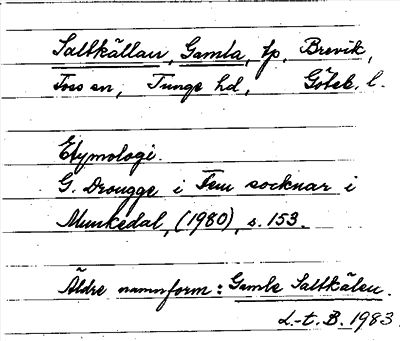 Saltkällan, Gamla, tp, Brevik,
Foss sn, Tunge hd, Göteb. l.
Etymologi.
G. Drougge i Fem socknar i
Munkedal, (1980), s. 153.
Äldre namnform: Gamle Saltkälen.
L.-t. B. 1983